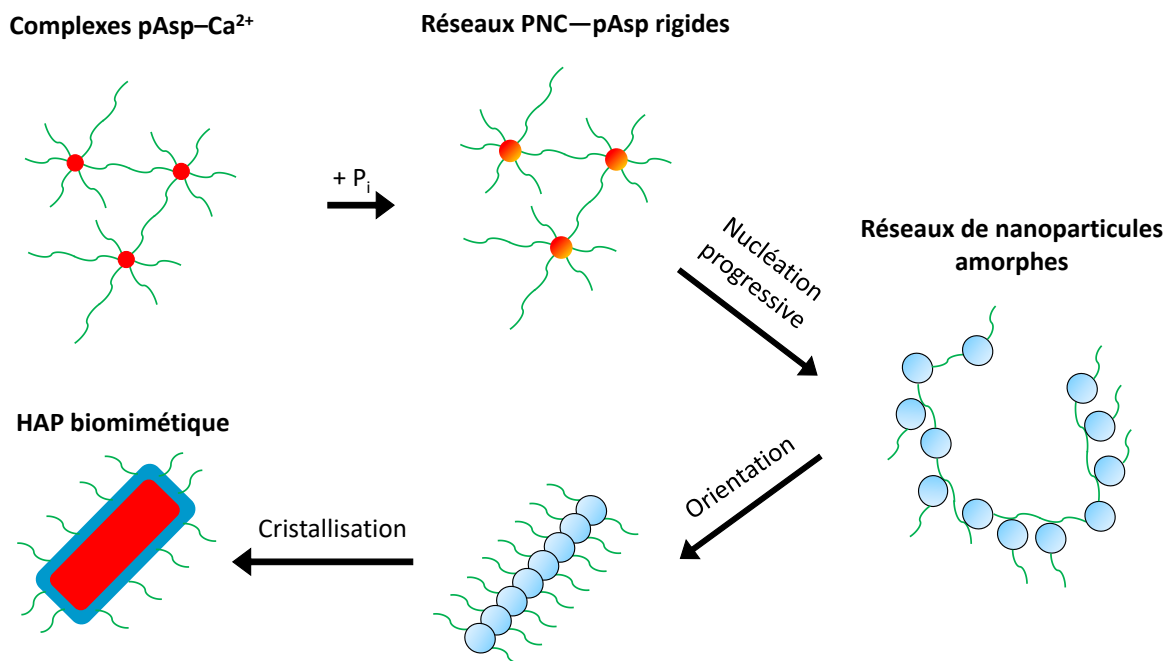 Complexes pAsp–Ca²⁺
Réseaux PNC—pAsp rigides
+ Pᵢ
Nucléation
progressive
Réseaux de nanoparticules
amorphes
Orientation
HAP biomimétique
Cristallisation